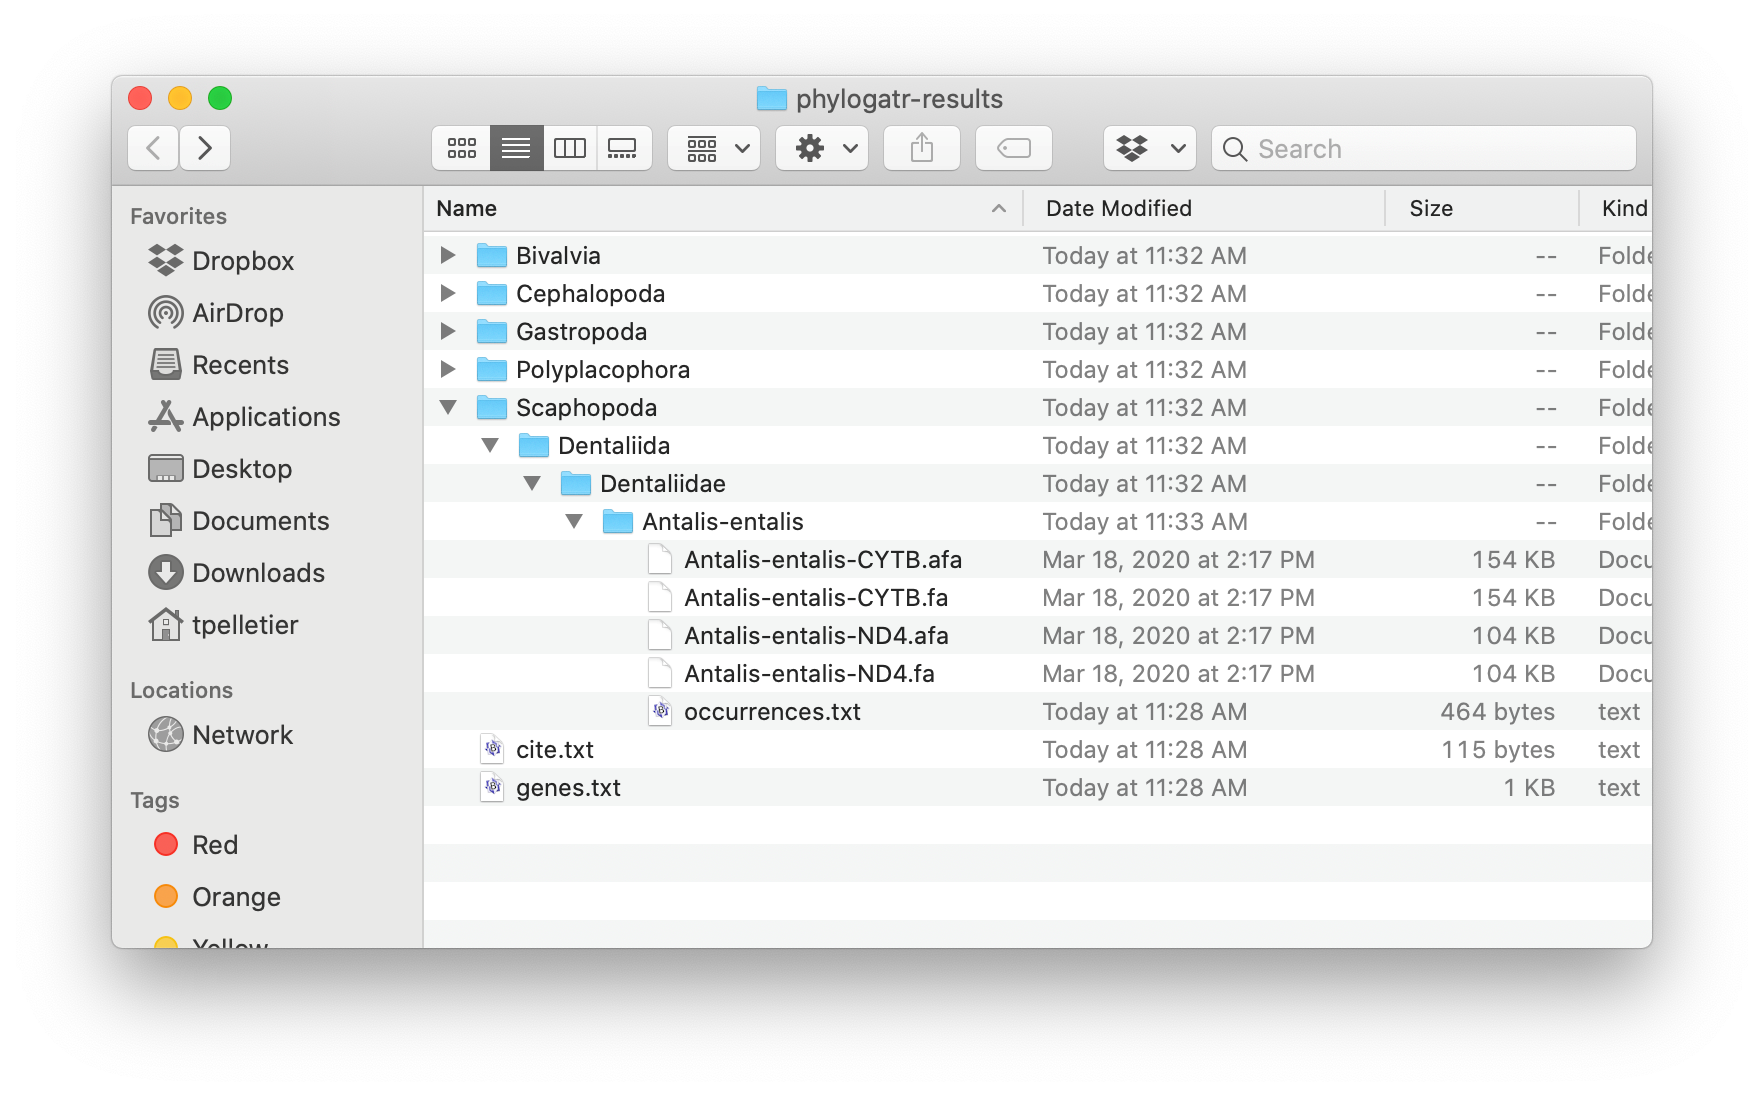 phylogatr-results
Search
Favorites
Dropbox
AirDrop
Recents
Applications
Desktop
Documents
Downloads
tpelletier
Locations
Network
Tags
Red
Orange
Yellow
Name Date Modified Size Kind
Bivalvia Today at 11:32 AM -- Folde
Cephalopoda Today at 11:32 AM -- Folde
Gastropoda Today at 11:32 AM -- Folde
Polyplacophora Today at 11:32 AM -- Folde
Scaphopoda Today at 11:32 AM -- Folde
Dentaliida Today at 11:32 AM -- Folde
Dentaliidae Today at 11:32 AM -- Folde
Antalis-entalis Today at 11:33 AM -- Folde
Antalis-entalis-CYTB.afa Mar 18, 2020 at 2:17 PM 154 KB Docu
Antalis-entalis-CYTB.fa Mar 18, 2020 at 2:17 PM 154 KB Docu
Antalis-entalis-ND4.afa Mar 18, 2020 at 2:17 PM 104 KB Docu
Antalis-entalis-ND4.fa Mar 18, 2020 at 2:17 PM 104 KB Docu
occurrences.txt Today at 11:28 AM 464 bytes text
cite.txt Today at 11:28 AM 115 bytes text
genes.txt Today at 11:28 AM 1 KB text